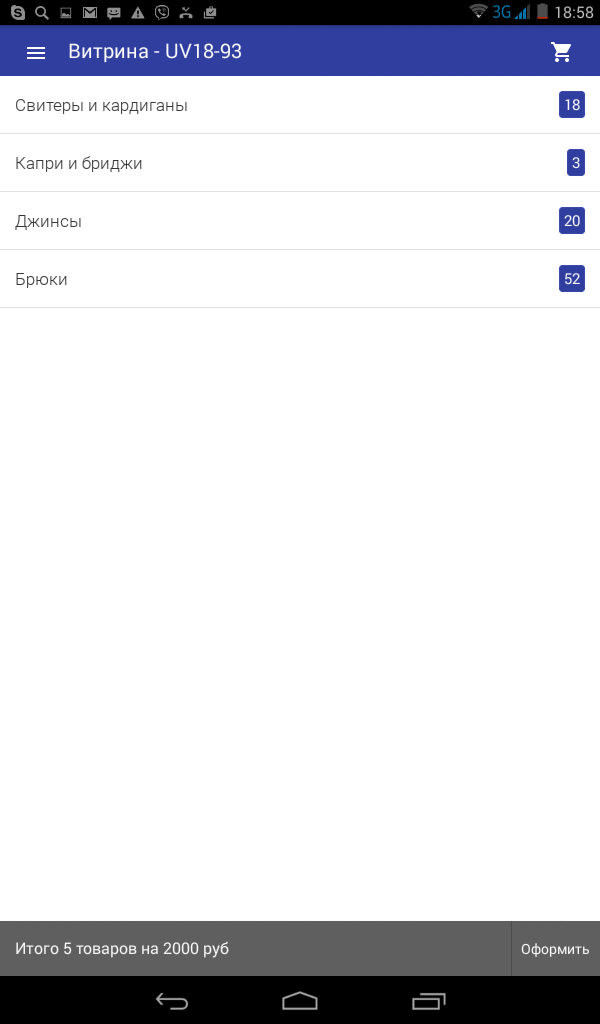 3G 18:58
Витрина - UV18-93
Свитеры и кардиганы 18
Капри и бриджи 3
Джинсы 20
Брюки 52
Итого 5 товаров на 2000 руб Оформить